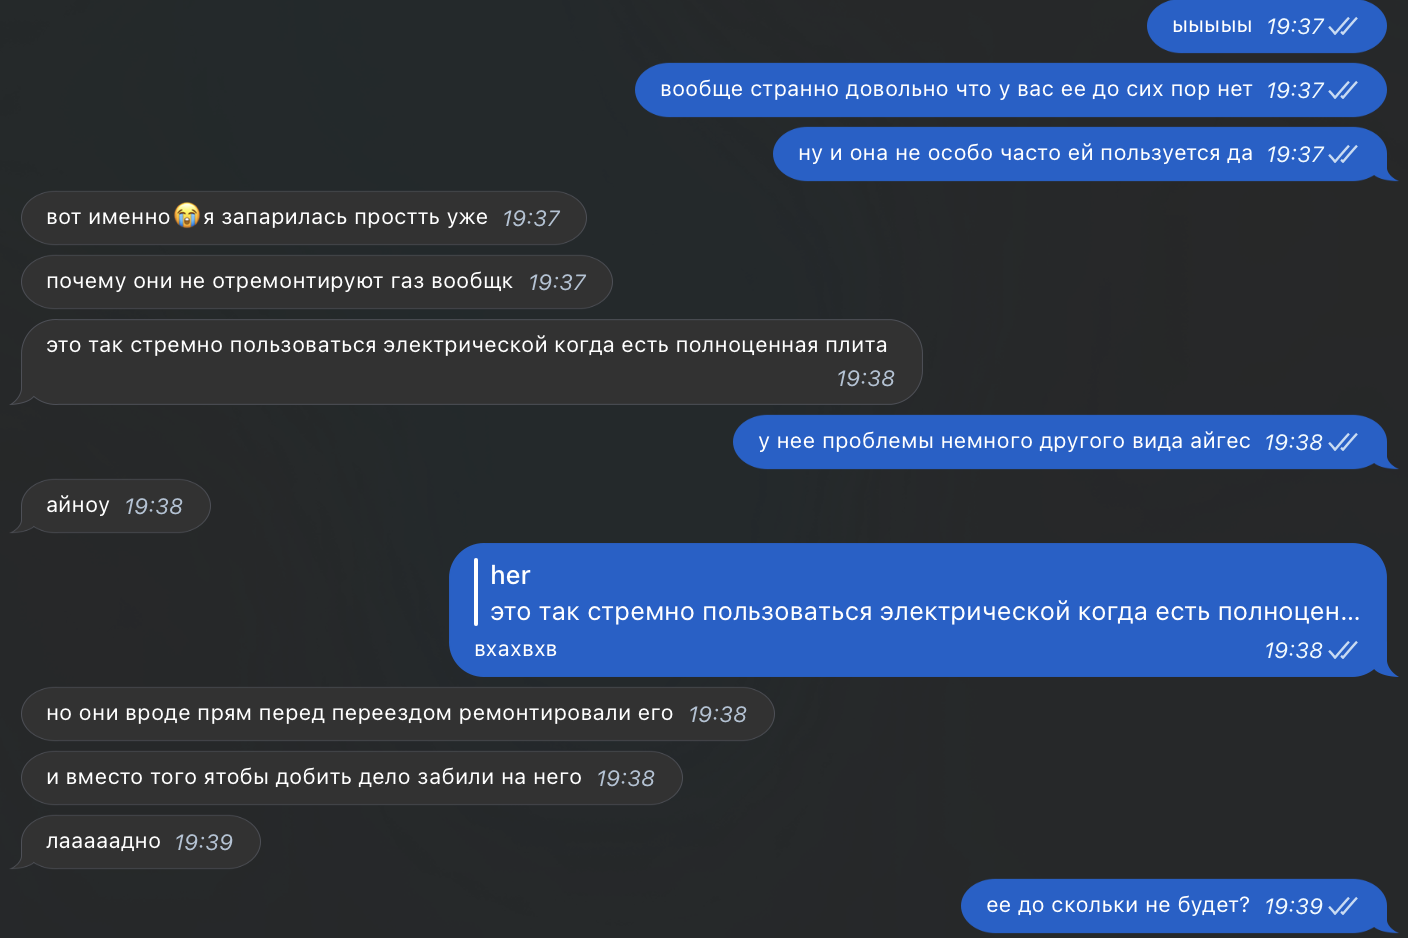 ыыыыы 19:37
вообще странно довольно что у вас ее до сих пор нет 19:37
ну и она не особо часто ей пользуется да 19:37
вот именно😭я запарилась простть уже 19:37
почему они не отремонтируют газ вообщк 19:37
это так стремно пользоваться электрической когда есть полноценная плита
19:38
у нее проблемы немного другого вида айгес 19:38
айноу 19:38
her
это так стремно пользоваться электрической когда есть полноцен...
вхахвхв 19:38
но они вроде прям перед переездом ремонтировали его 19:38
и вместо того ятобы добить дело забили на него 19:38
лааааадно 19:39
ее до скольки не будет? 19:39